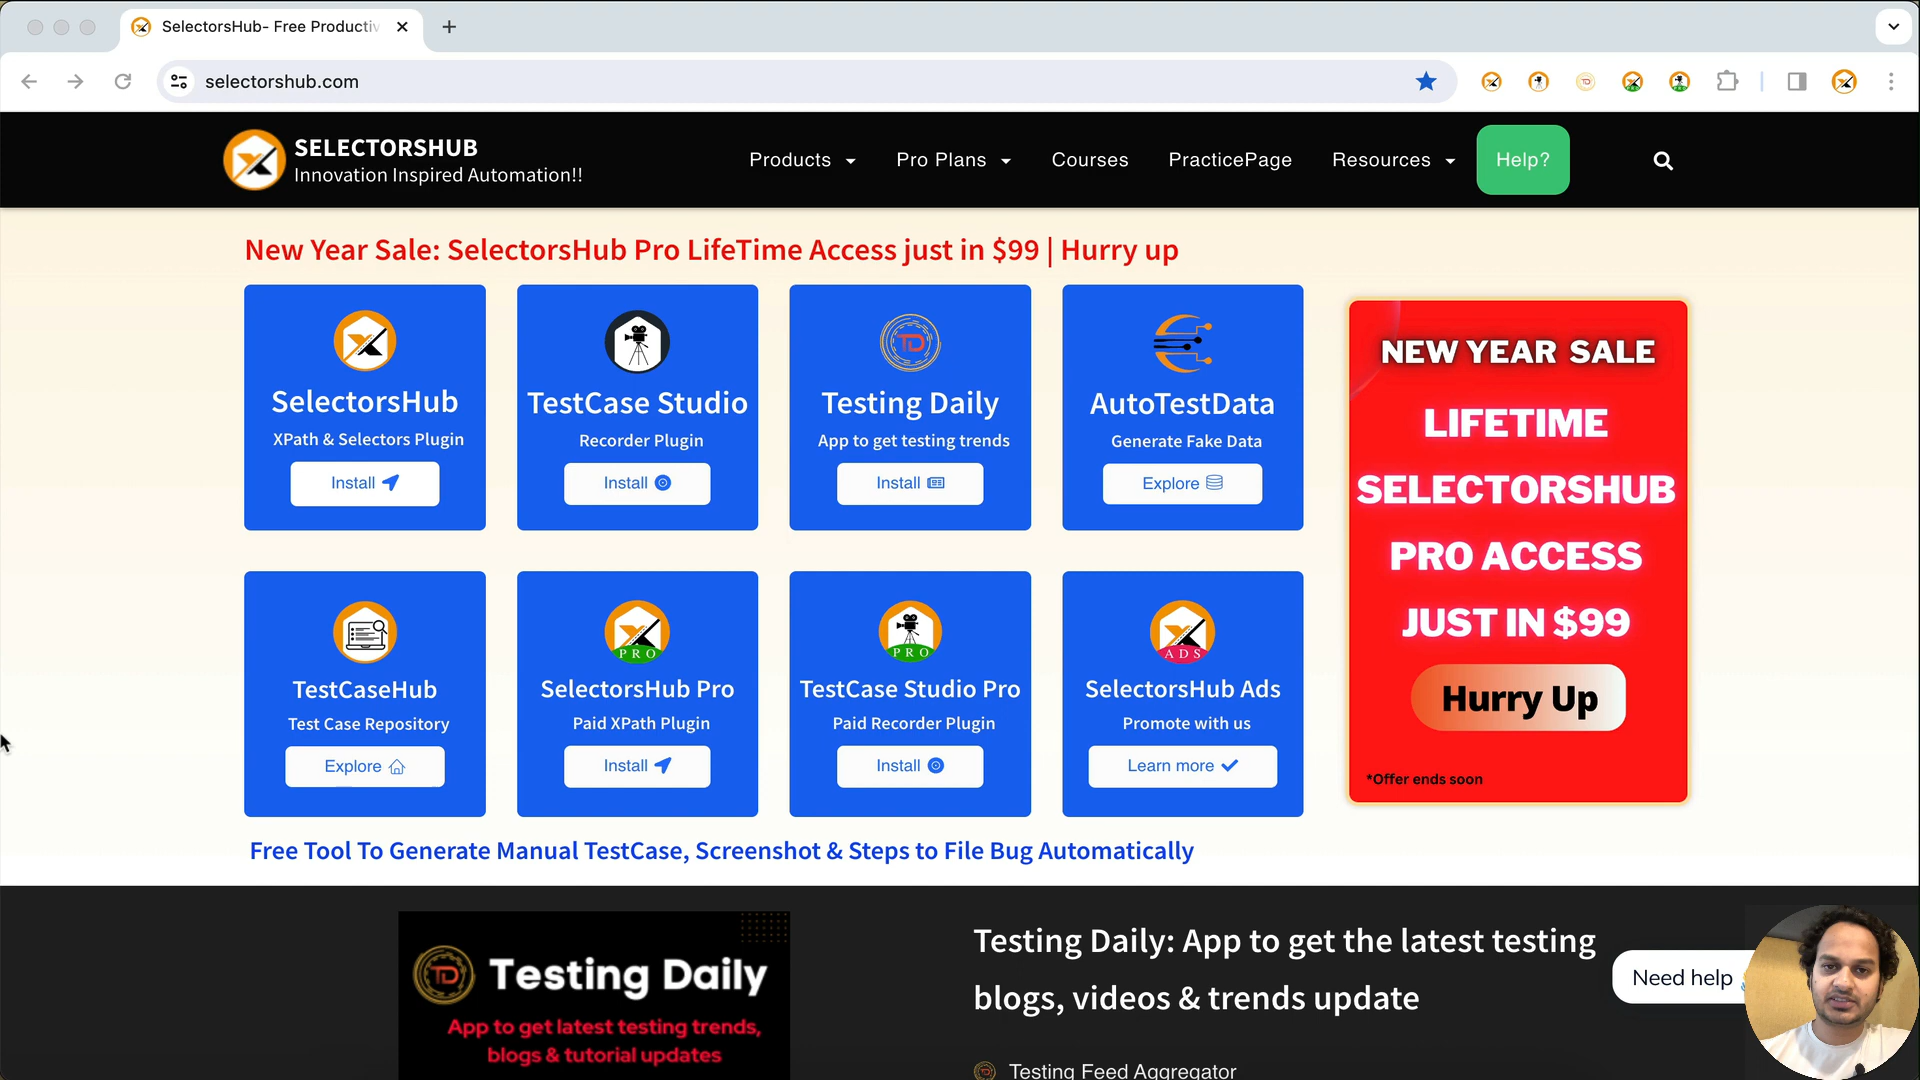 SelectorsHub- Free Productiv
selectorshub.com
SELECTORSHUB
Innovation Inspired Automation!!
Products
Pro Plans
Courses
PracticePage
Resources
Help?
New Year Sale: SelectorsHub Pro LifeTime Access just in $99 | Hurry up
SelectorsHub
XPath & Selectors Plugin
Install
TestCase Studio
Recorder Plugin
Install
TD
Testing Daily
App to get testing trends
Install
AutoTestData
Generate Fake Data
Explore
NEW YEAR SALE
LIFETIME
SELECTORSHUB
PRO ACCESS
JUST IN $99
Hurry Up
*Offer ends soon
TestCaseHub
Test Case Repository
Explore
PRO
SelectorsHub Pro
Paid XPath Plugin
Install
PRO
TestCase Studio Pro
Paid Recorder Plugin
Install
ADS
SelectorsHub Ads
Promote with us
Learn more
Free Tool To Generate Manual TestCase, Screenshot & Steps to File Bug Automatically
TD
Testing Daily
App to get latest testing trends,
blogs & tutorial updates
Testing Daily: App to get the latest testing
blogs, videos & trends update
Testing Feed Aggregator
Need help